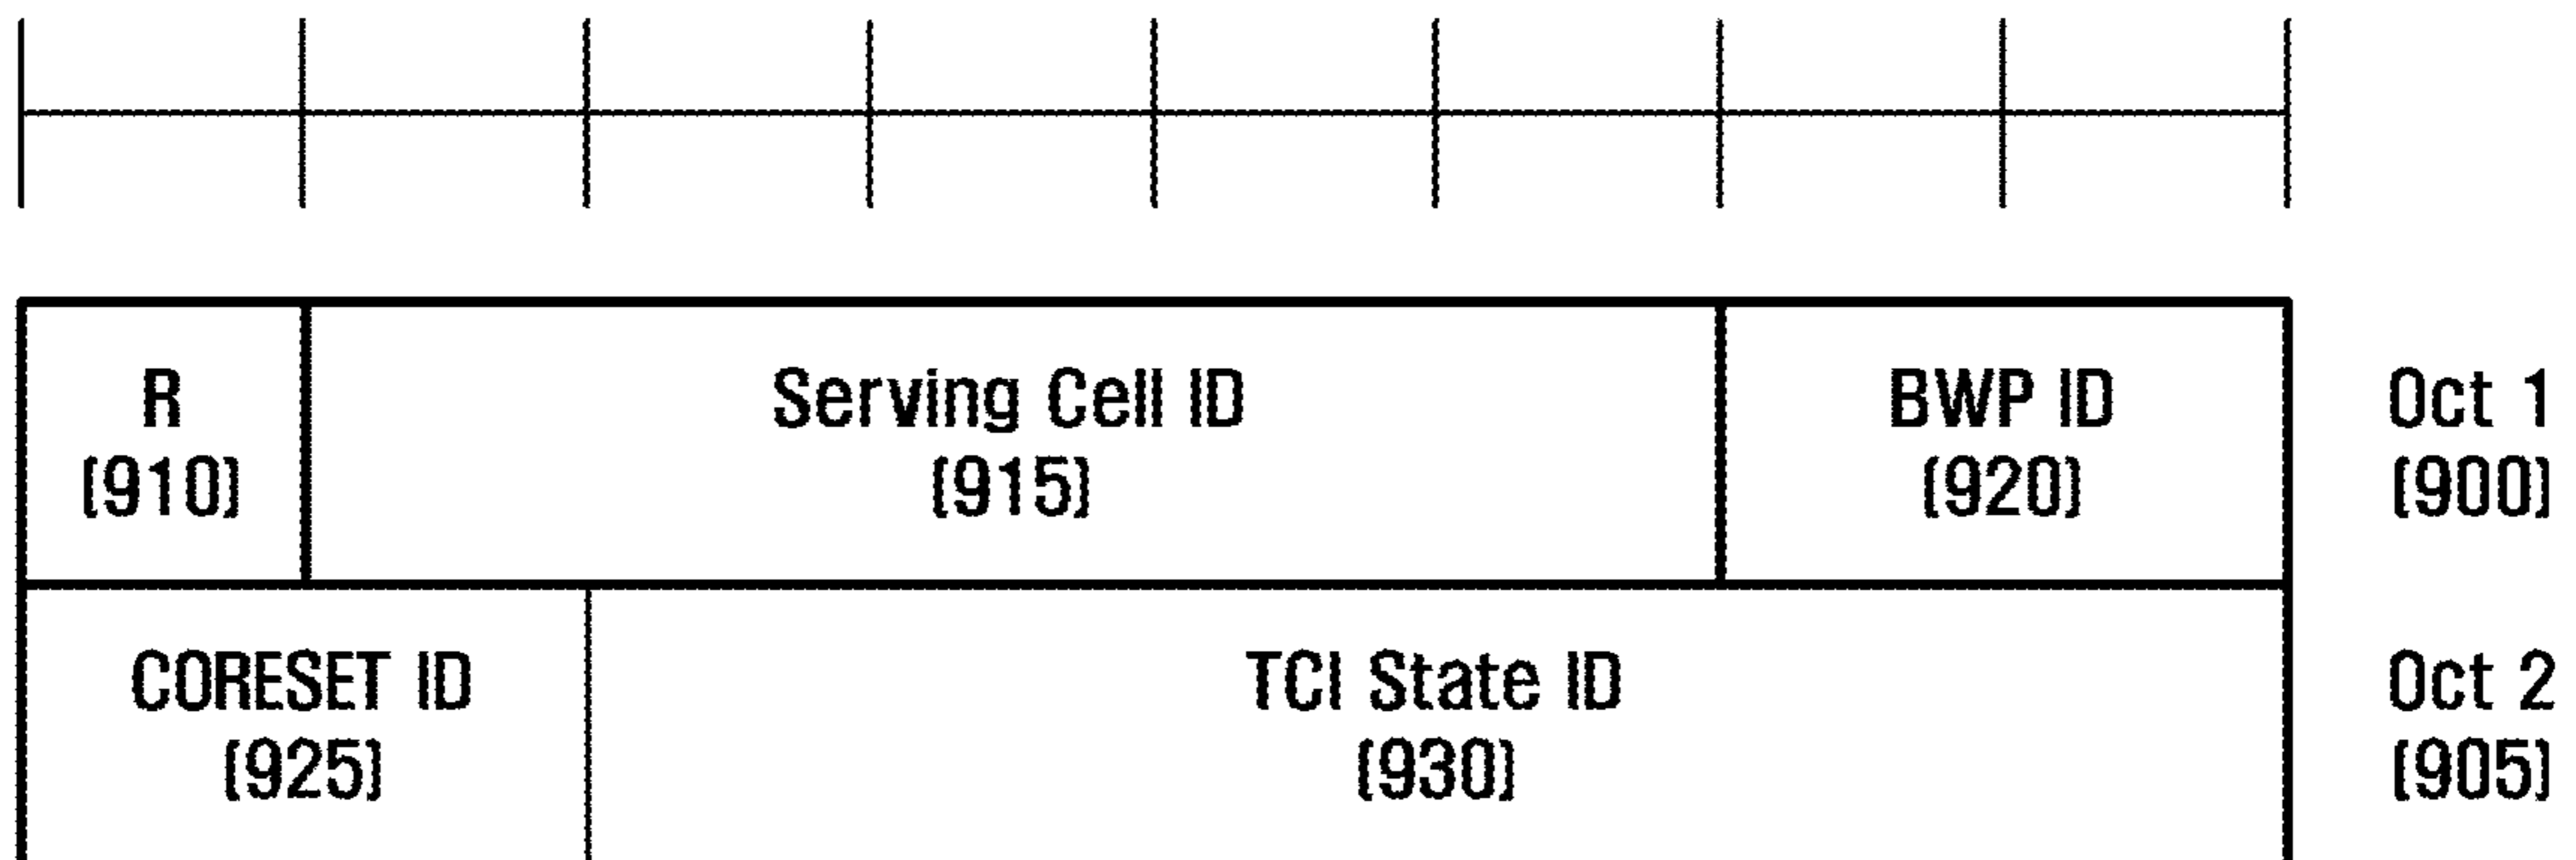 R
(910)
Serving Cell ID
(915)
BWP ID
(920)
Oct 1
(900)
CORESET ID
(925)
TCI State ID
(930)
Oct 2
(905)